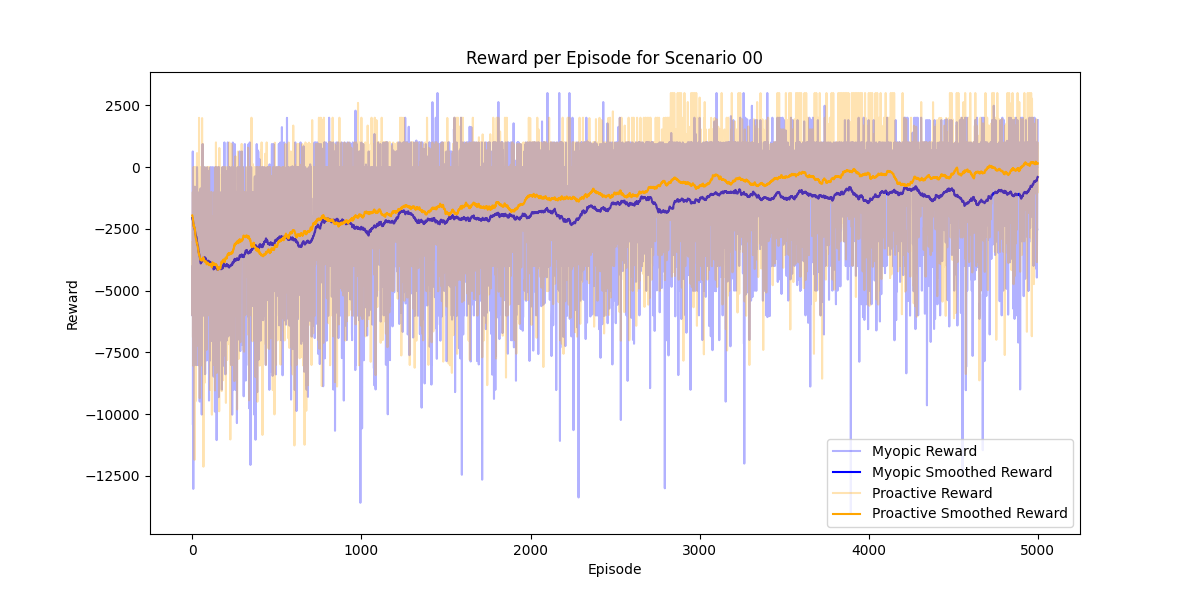 Reward per Episode for Scenario 00
2500
0
−2500
−5000
−7500
−10000
−12500
Reward
0
1000
2000
3000
4000
5000
Episode
Myopic Reward
Myopic Smoothed Reward
Proactive Reward
Proactive Smoothed Reward